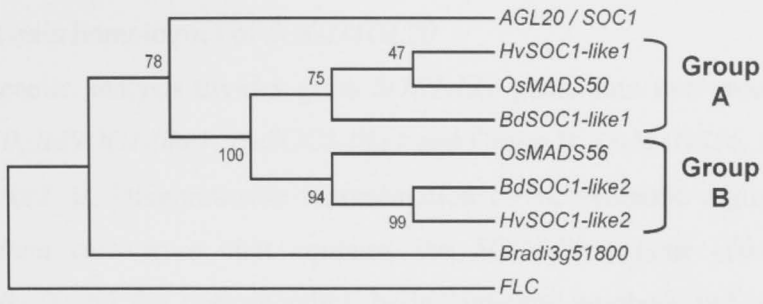 AGL20 / SOC1
78
47
HvSOC1-like1
75
OsMADS50
BdSOC1-like1
Group
A
100
OsMADS56
94
BdSOC1-like2
99
HvSOC1-like2
Group
B
Bradi3g51800
FLC